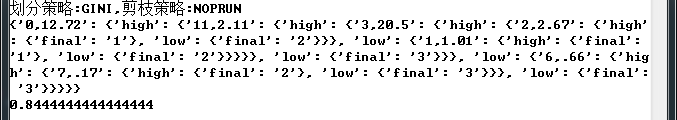 划分策略:GINI,剪枝策略:NOPRUN
{'0,12.72': {'high': {'11,2.11': {'high': {'3,20.5': {'high': {'2,2.67': {'high'
: {'final': '1'}, 'low': {'final': '2'}}}, 'low': {'1,1.01': {'high': {'final':
'1'}, 'low': {'final': '2'}}}}}, 'low': {'final': '3'}}}, 'low': {'6,.66': {'hig
h': {'7,.17': {'high': {'final': '2'}, 'low': {'final': '3'}}}, 'low': {'final':
 '3'}}}}}
0.8444444444444444